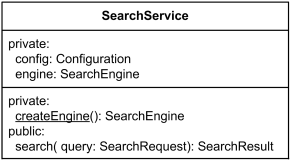 SearchService
private:
config: Configuration
engine: SearchEngine
private:
createEngine(): SearchEngine
public:
search( query: SearchRequest): SearchResult